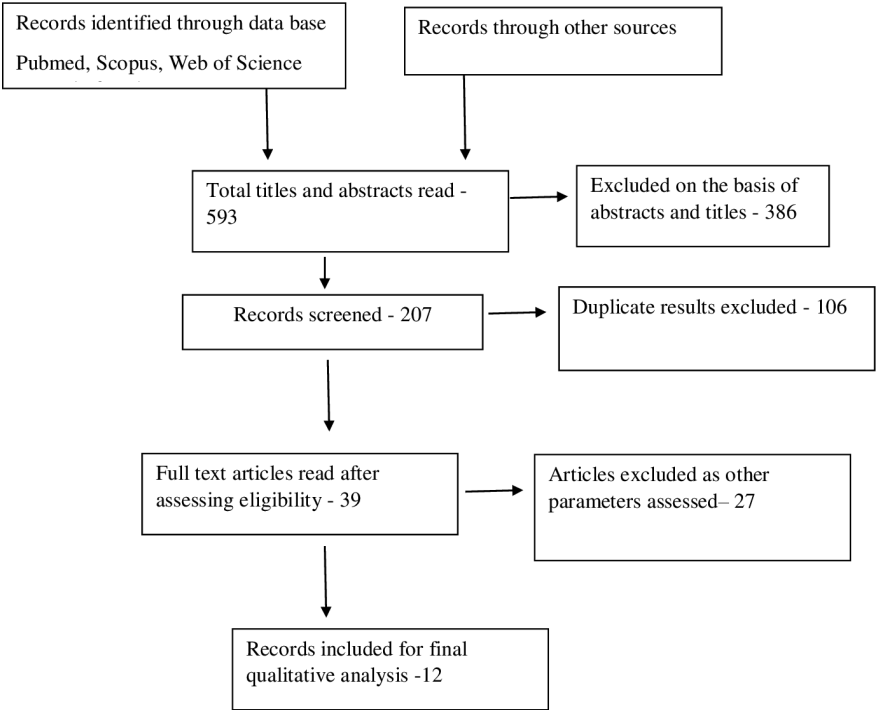 Records identified through data base
Pubmed, Scopus, Web of Science
Records through other sources
Total titles and abstracts read -
593
Excluded on the basis of
abstracts and titles - 386
Records screened - 207
Duplicate results excluded - 106
Full text articles read after
assessing eligibility - 39
Articles excluded as other
parameters assessed– 27
Records included for final
qualitative analysis -12